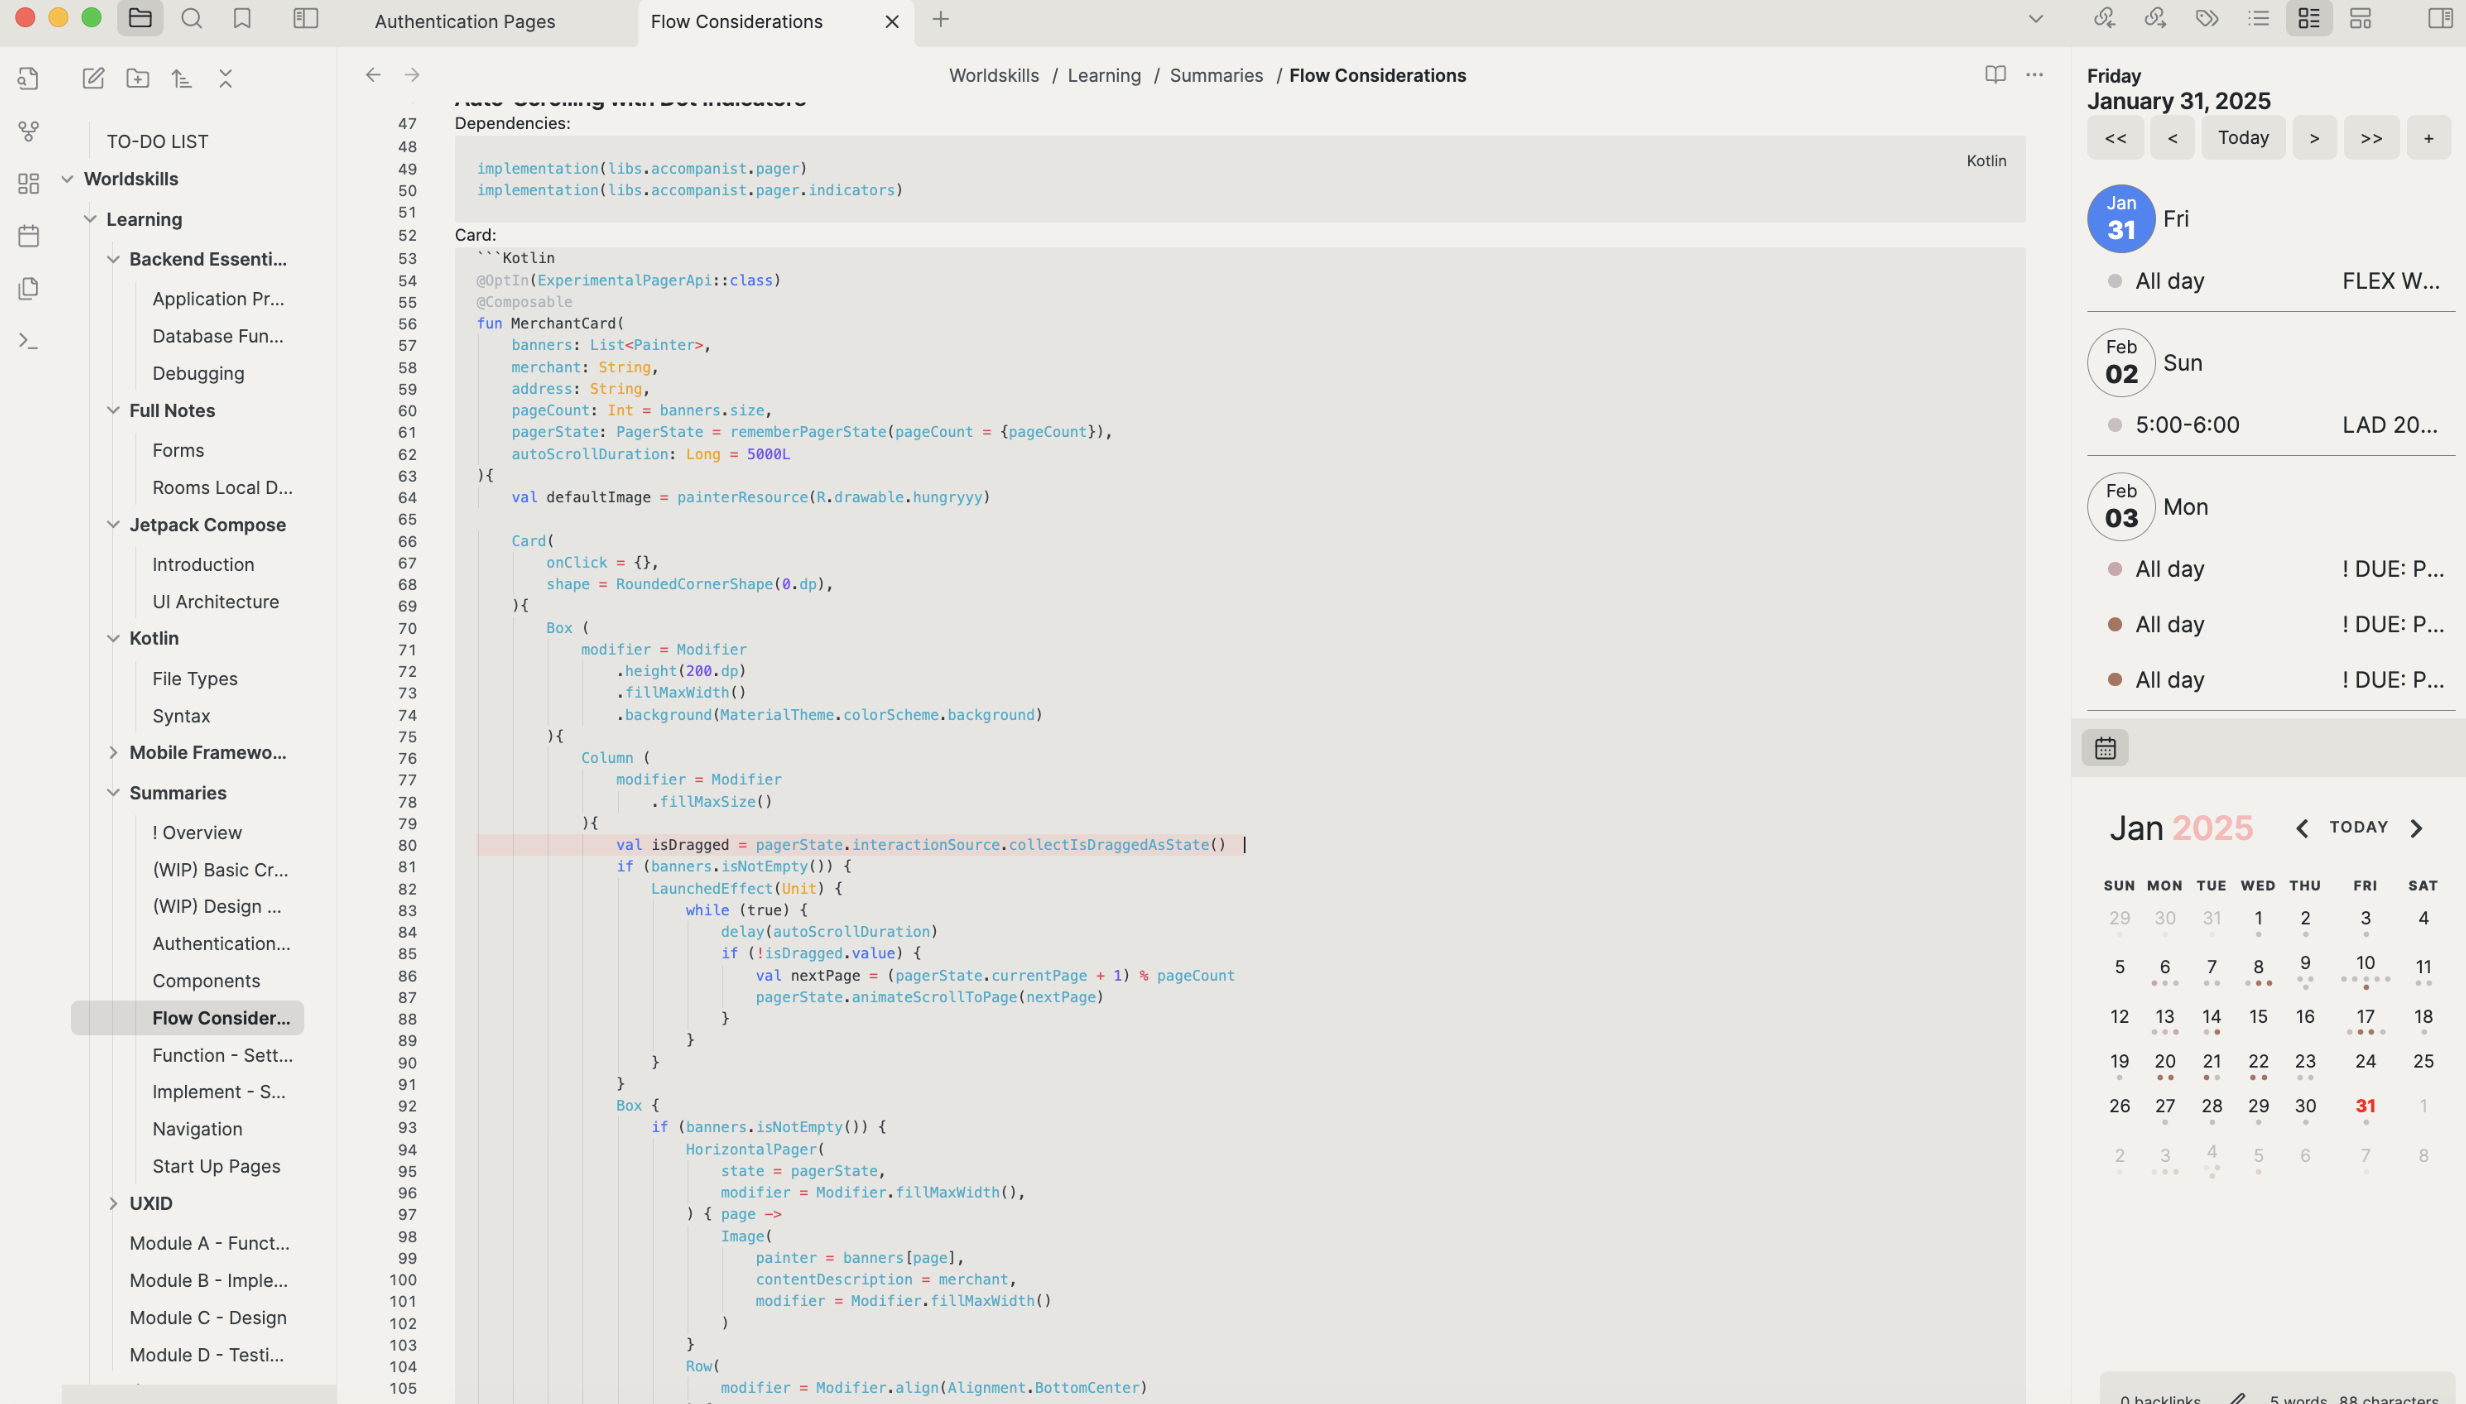 Authentication Pages
Flow Considerations
Worldskills / Learning / Summaries / Flow Considerations
TO-DO LIST
Worldskills
Learning
Backend Essenti...
Application Pr...
Database Fun...
Debugging
Full Notes
Forms
Rooms Local D...
Jetpack Compose
Introduction
UI Architecture
Kotlin
File Types
Syntax
Mobile Framewo...
Summaries
! Overview
(WIP) Basic Cr...
(WIP) Design ...
Authentication...
Components
Flow Consider...
Function - Sett...
Implement - S...
Navigation
Start Up Pages
UXID
Module A - Funct...
Module B - Imple...
Module C - Design
Module D - Testi...
Auto-Scrolling with Dot Indicators
47 Dependencies:
48
Kotlin
49 implementation(libs.accompanist.pager)
50 implementation(libs.accompanist.pager.indicators)
51
52 Card:
53 ```Kotlin
54 @OptIn(ExperimentalPagerApi::class)
55 @Composable
56 fun MerchantCard(
57 banners: List<Painter>,
58 merchant: String,
59 address: String,
60 pageCount: Int = banners.size,
61 pagerState: PagerState = rememberPagerState(pageCount = {pageCount}),
62 autoScrollDuration: Long = 5000L
63 ){
64 val defaultImage = painterResource(R.drawable.hungryyy)
65
66 Card(
67 onClick = {},
68 shape = RoundedCornerShape(0.dp),
69 ){
70 Box (
71 modifier = Modifier
72 .height(200.dp)
73 .fillMaxWidth()
74 .background(MaterialTheme.colorScheme.background)
75 ){
76 Column (
77 modifier = Modifier
78 .fillMaxSize()
79 ){
80 val isDragged = pagerState.interactionSource.collectIsDraggedAsState()
81 if (banners.isNotEmpty()) {
82 LaunchedEffect(Unit) {
83 while (true) {
84 delay(autoScrollDuration)
85 if (!isDragged.value) {
86 val nextPage = (pagerState.currentPage + 1) % pageCount
87 pagerState.animateScrollToPage(nextPage)
88 }
89 }
90 }
91 }
92 Box {
93 if (banners.isNotEmpty()) {
94 HorizontalPager(
95 state = pagerState,
96 modifier = Modifier.fillMaxWidth(),
97 ) { page ->
98 Image(
99 painter = banners[page],
100 contentDescription = merchant,
101 modifier = Modifier.fillMaxWidth()
102 )
103 }
104 Row(
105 modifier = Modifier.align(Alignment.BottomCenter)
Friday
January 31, 2025
<< < Today > >> +
Jan 31 Fri
All day FLEX W...
Feb 02 Sun
5:00-6:00 LAD 20...
Feb 03 Mon
All day ! DUE: P...
All day ! DUE: P...
All day ! DUE: P...
Jan 2025 TODAY
SUN MON TUE WED THU FRI SAT
29 30 31 1 2 3 4
5 6 7 8 9 10 11
12 13 14 15 16 17 18
19 20 21 22 23 24 25
26 27 28 29 30 31 1
2 3 4 5 6 7 8
0 backlinks 5 words 88 characters